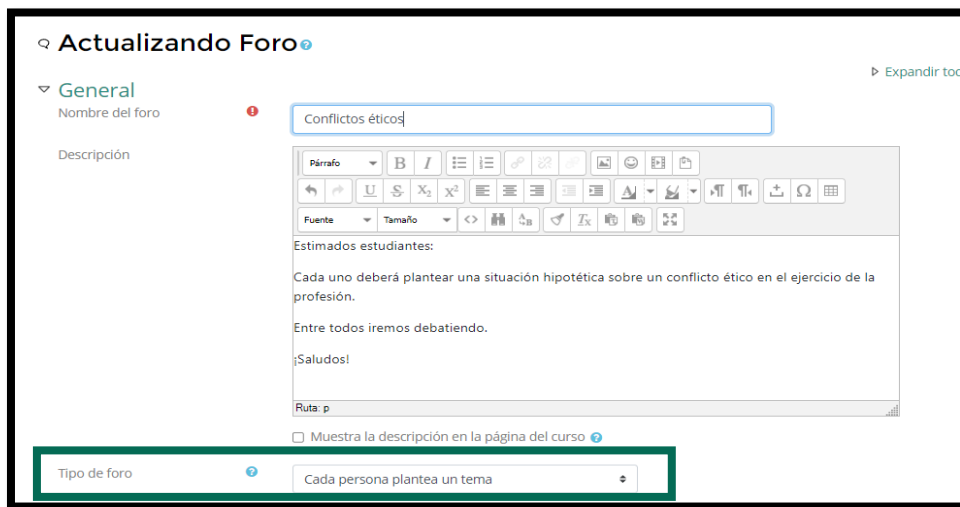 Actualizando Foro
Expandir tod
General
Nombre del foro
Conflictos éticos
Descripción
Párrafo
Fuente Tamaño
Estimados estudiantes:
Cada uno deberá plantear una situación hipotética sobre un conflicto ético en el ejercicio de la
profesión.
Entre todos iremos debatiendo.
¡Saludos!
Ruta: p
Muestra la descripción en la página del curso
Tipo de foro
Cada persona plantea un tema